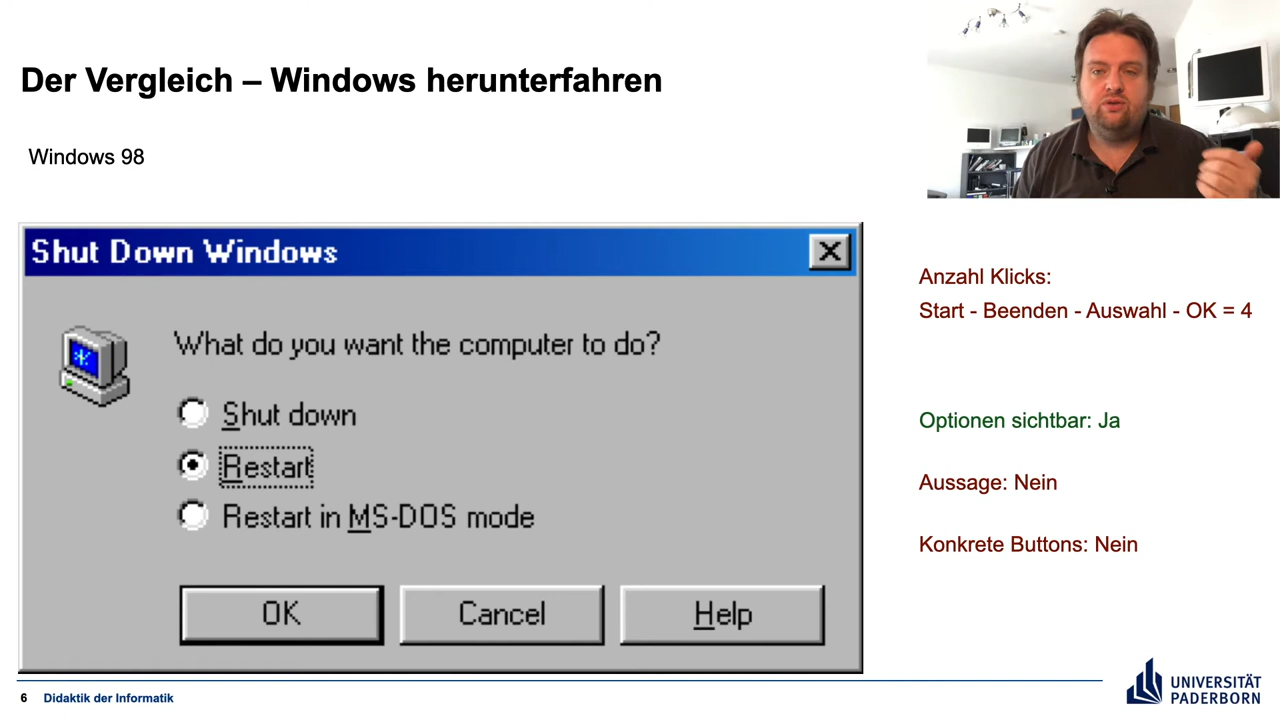 Der Vergleich – Windows herunterfahren
Windows 98
Shut Down Windows
What do you want the computer to do?
Shut down
Restart
Restart in MS-DOS mode
OK
Cancel
Help
Anzahl Klicks:
Start - Beenden - Auswahl - OK = 4
Optionen sichtbar: Ja
Aussage: Nein
Konkrete Buttons: Nein
6 Didaktik der Informatik
UNIVERSITÄT
PADERBORN